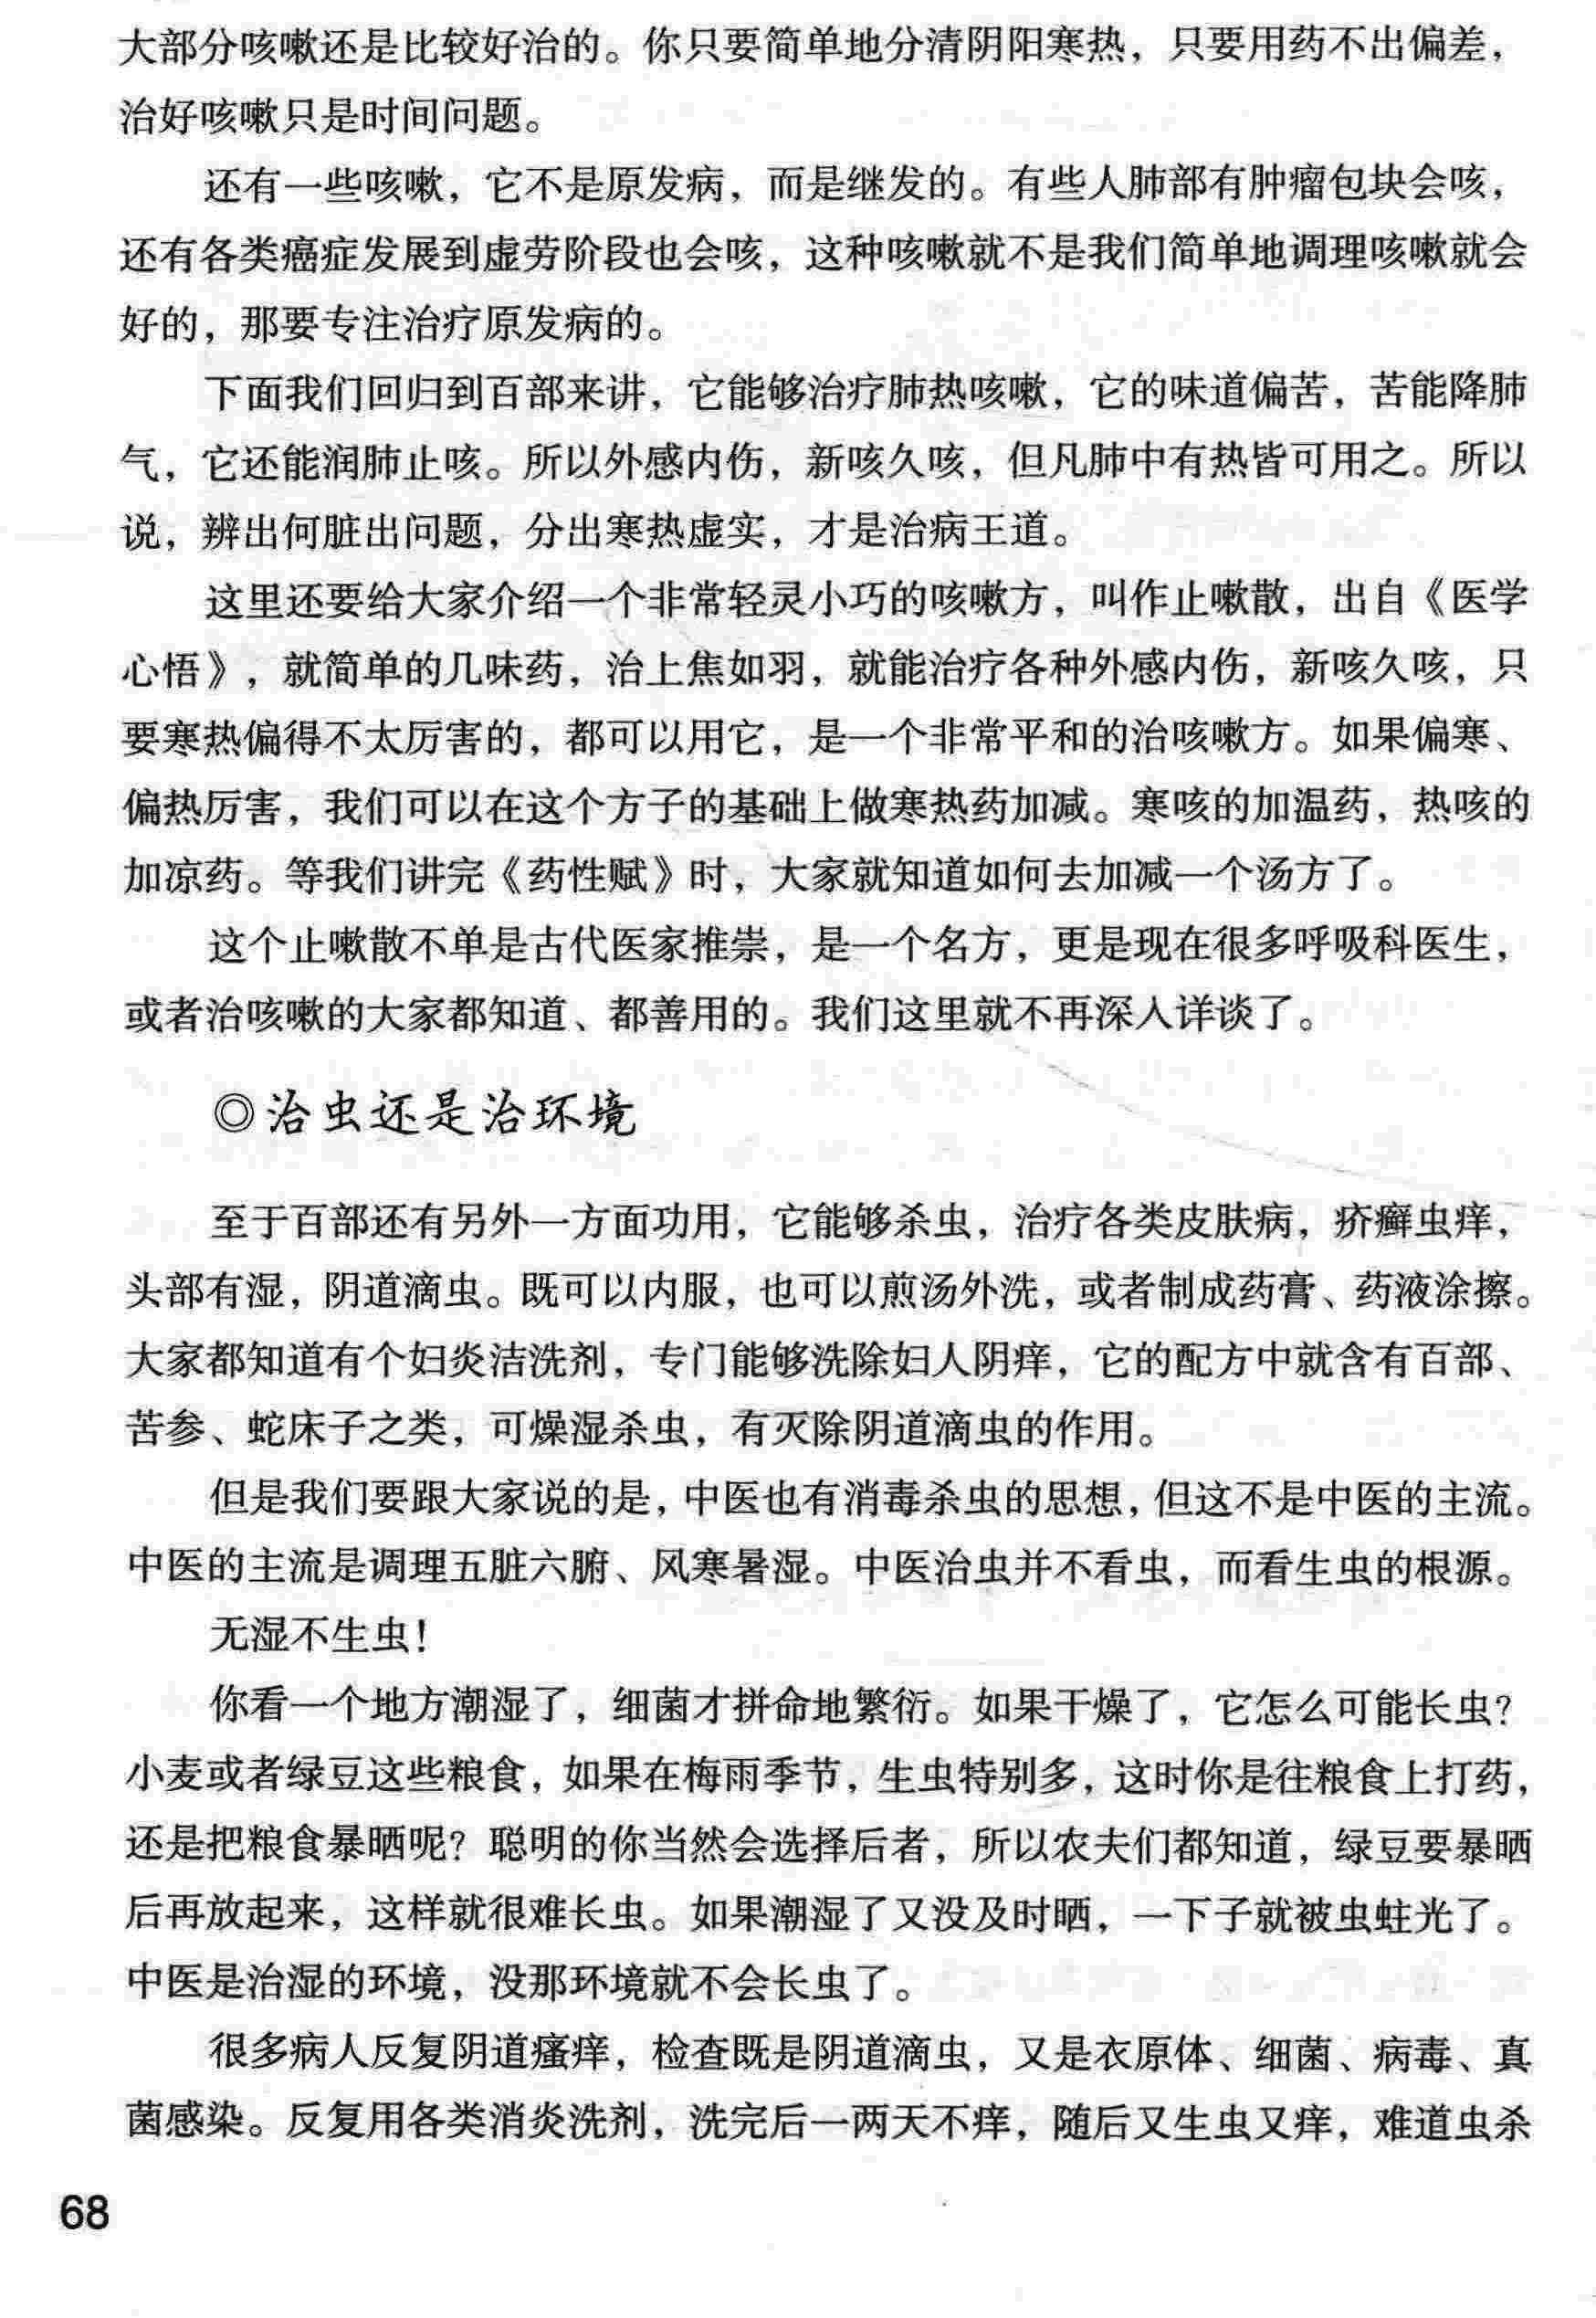 大部分咳嗽还是比较好治的。你只要简单地分清阴阳寒热，只要用药不出偏差，
治好咳嗽只是时间问题。
还有一些咳嗽，它不是原发病，而是继发的。有些人肺部有肿瘤包块会咳，
还有各类癌症发展到虚劳阶段也会咳，这种咳嗽就不是我们简单地调理咳嗽就会
好的，那要专注治疗原发病的。
下面我们回归到百部来讲，它能够治疗肺热咳嗽，它的味道偏苦，苦能降肺
气，它还能润肺止咳。所以外感内伤，新咳久咳，但凡肺中有热皆可用之。所以
说，辨出何脏出问题，分出寒热虚实，才是治病王道。
这里还要给大家介绍一个非常轻灵小巧的咳嗽方，叫作止嗽散，出自《医学
心悟》，就简单的几味药，治上焦如羽，就能治疗各种外感内伤，新咳久咳，只
要寒热偏得不太厉害的，都可以用它，是一个非常平和的治咳嗽方。如果偏寒、
偏热厉害，我们可以在这个方子的基础上做寒热药加减。寒咳的加温药，热咳的
加凉药。等我们讲完《药性赋》时，大家就知道如何去加减一个汤方了。
这个止嗽散不单是古代医家推崇，是一个名方，更是现在很多呼吸科医生，
或者治咳嗽的大家都知道、都善用的。我们这里就不再深入详谈了。
◎治虫还是治环境
至于百部还有另外一方面功用，它能够杀虫，治疗各类皮肤病，疥癣虫痒，
头部有湿，阴道滴虫。既可以内服，也可以煎汤外洗，或者制成药膏、药液涂擦。
大家都知道有个妇炎洁洗剂，专门能够洗除妇人阴痒，它的配方中就含有百部、
苦参、蛇床子之类，可燥湿杀虫，有灭除阴道滴虫的作用。
但是我们要跟大家说的是，中医也有消毒杀虫的思想，但这不是中医的主流。
中医的主流是调理五脏六腑、风寒暑湿。中医治虫并不看虫，而看生虫的根源。
无湿不生虫！
你看一个地方潮湿了，细菌才拼命地繁衍。如果干燥了，它怎么可能长虫？
小麦或者绿豆这些粮食，如果在梅雨季节，生虫特别多，这时你是往粮食上打药，
还是把粮食暴晒呢？聪明的你当然会选择后者，所以农夫们都知道，绿豆要暴晒
后再放起来，这样就很难长虫。如果潮湿了又没及时晒，一下子就被虫蛀光了。
中医是治湿的环境，没那环境就不会长虫了。
很多病人反复阴道瘙痒，检查既是阴道滴虫，又是衣原体、细菌、病毒、真
菌感染。反复用各类消炎洗剂，洗完后一两天不痒，随后又生虫又痒，难道虫杀
68